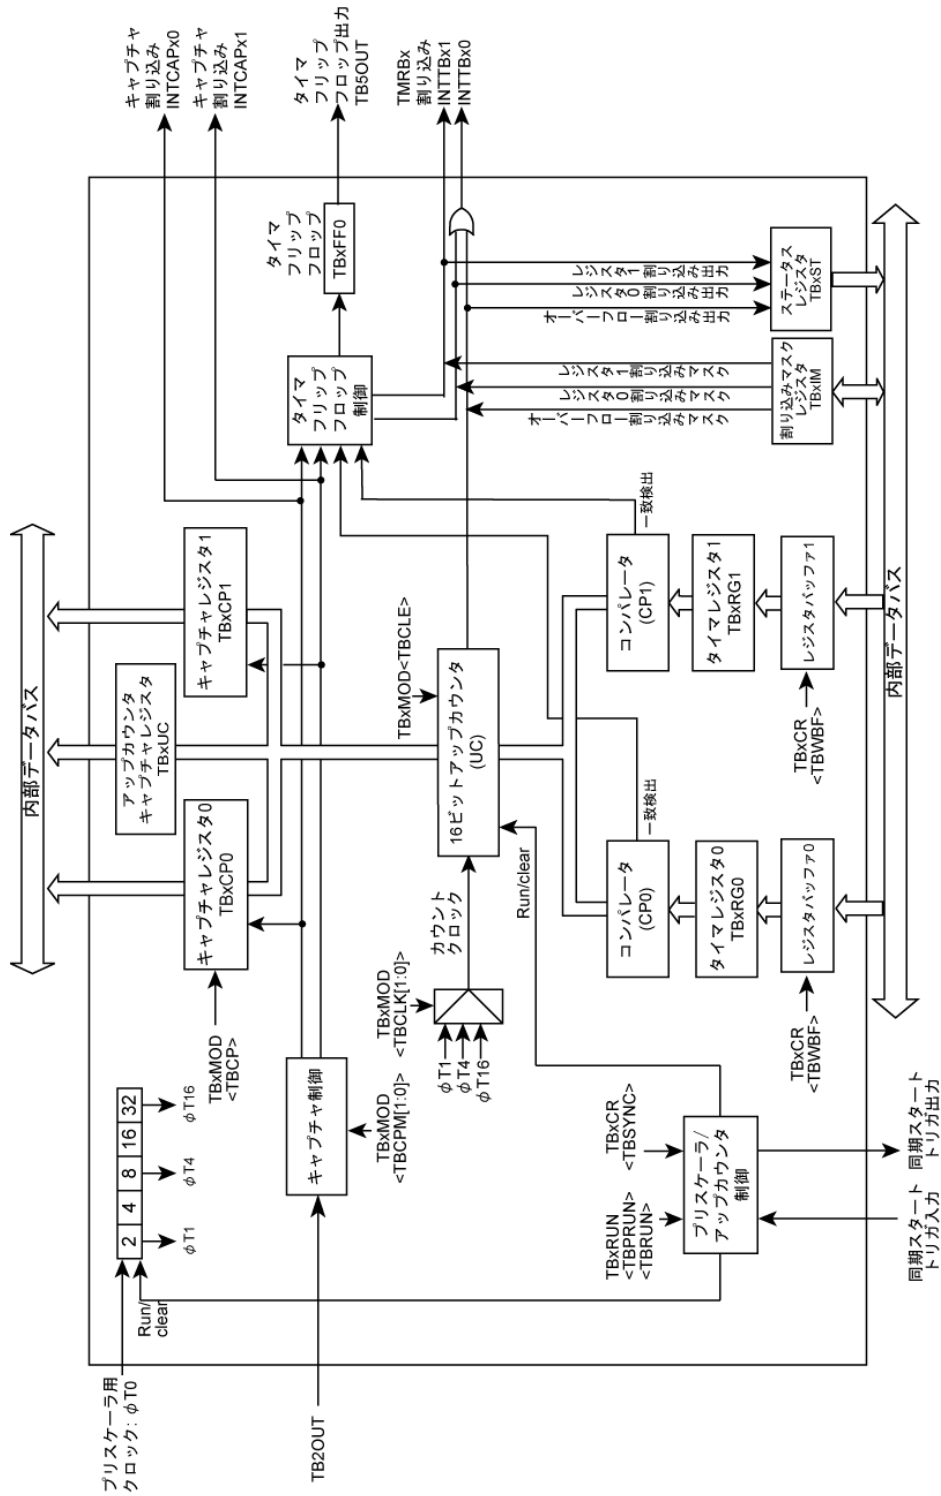 プリスケーラ用
クロック: φT0
Run/
clear
2
4
8
16
32
φT1
φT4
φT16
TB2OUT
内部データバス
TBxMOD
<TBCP>
キャプチャレジスタ0
TBxCP0
アップカウンタ
キャプチャレジスタ
TBxUC
キャプチャレジスタ1
TBxCP1
キャプチャ
割り込み
INTCAPx0
キャプチャ
割り込み
INTCAPx1
キャプチャ制御
TBxMOD
<TBCPM[1:0]>
タイマ
フリップ
フロップ
制御
タイマ
フリップ
フロップ
TBxFF0
タイマ
フリップ
フロップ出力
TB5OUT
TMRBx
割り込み
INTTBx1
INTTBx0
TBxMOD
<TBCLK[1:0]>
φT1
φT4
φT16
カウント
クロック
TBxMOD<TBCLE>
16ビットアップカウンタ
(UC)
Run/clear
TBxRUN
<TBPRUN>
<TBRUN>
TBxCR
<TBSYNC>
プリスケーラ/
アップカウンタ
制御
同期スタート
トリガ入力
同期スタート
トリガ出力
一致検出
コンパレータ
(CP0)
タイマレジスタ0
TBxRG0
レジスタバッファ0
TBxCR
<TBWBF>
一致検出
コンパレータ
(CP1)
タイマレジスタ1
TBxRG1
レジスタバッファ1
TBxCR
<TBWBF>
レジスタ1割り込みマスク
レジスタ0割り込みマスク
オーバーフロー割り込みマスク
割り込みマスク
レジスタ
TBxIM
レジスタ1割り込み出力
レジスタ0割り込み出力
オーバーフロー割り込み出力
ステータス
レジスタ
TBxST
内部データバス